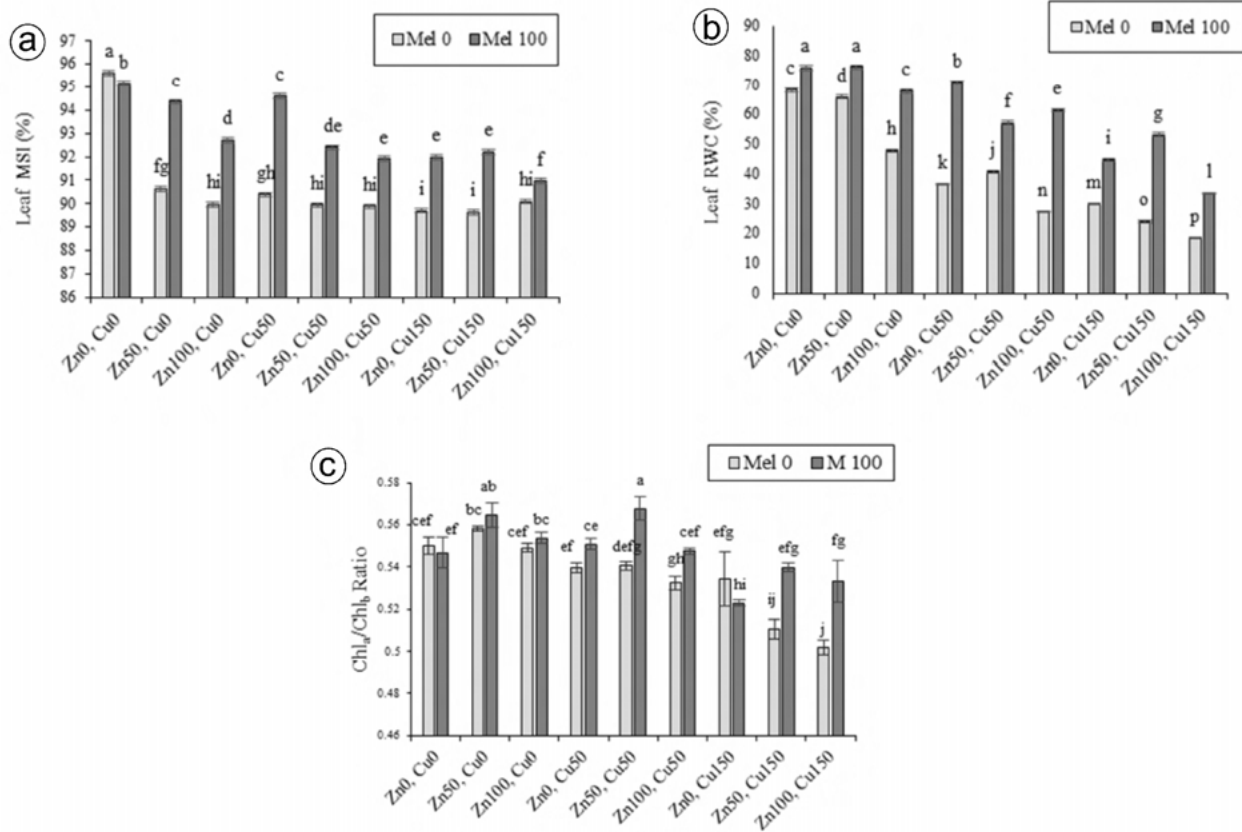 a
Mel 0 Mel 100
Leaf MSI (%)
97
96
95
94
93
92
91
90
89
88
87
86
a b fg c hi d gh c hi de hi e i e i e hi f
Zn0, Cu0
Zn50, Cu0
Zn100, Cu0
Zn0, Cu50
Zn50, Cu50
Zn100, Cu50
Zn0, Cu150
Zn50, Cu150
Zn100, Cu150
b
Mel 0 Mel 100
Leaf RWC (%)
90
80
70
60
50
40
30
20
10
0
c a d a h c k b j f n e m i o g p l
Zn0, Cu0
Zn50, Cu0
Zn100, Cu0
Zn0, Cu50
Zn50, Cu50
Zn100, Cu50
Zn0, Cu150
Zn50, Cu150
Zn100, Cu150
c
Mel 0 M 100
Chla/Chlb Ratio
0.58
0.56
0.54
0.52
0.5
0.48
0.46
cef ef bc ab cef bc ef ce defg a gh cef efg hi ij efg j fg
Zn0, Cu0
Zn50, Cu0
Zn100, Cu0
Zn0, Cu50
Zn50, Cu50
Zn100, Cu50
Zn0, Cu150
Zn50, Cu150
Zn100, Cu150